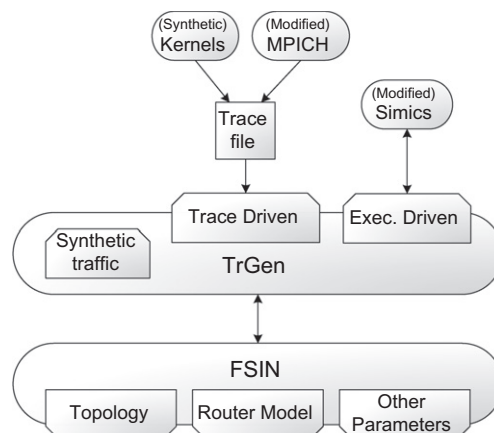 (Synthetic)
Kernels
(Modified)
MPICH
(Modified)
Simics
Trace
file
Trace Driven
Exec. Driven
Synthetic
traffic
TrGen
FSIN
Topology
Router Model
Other
Parameters